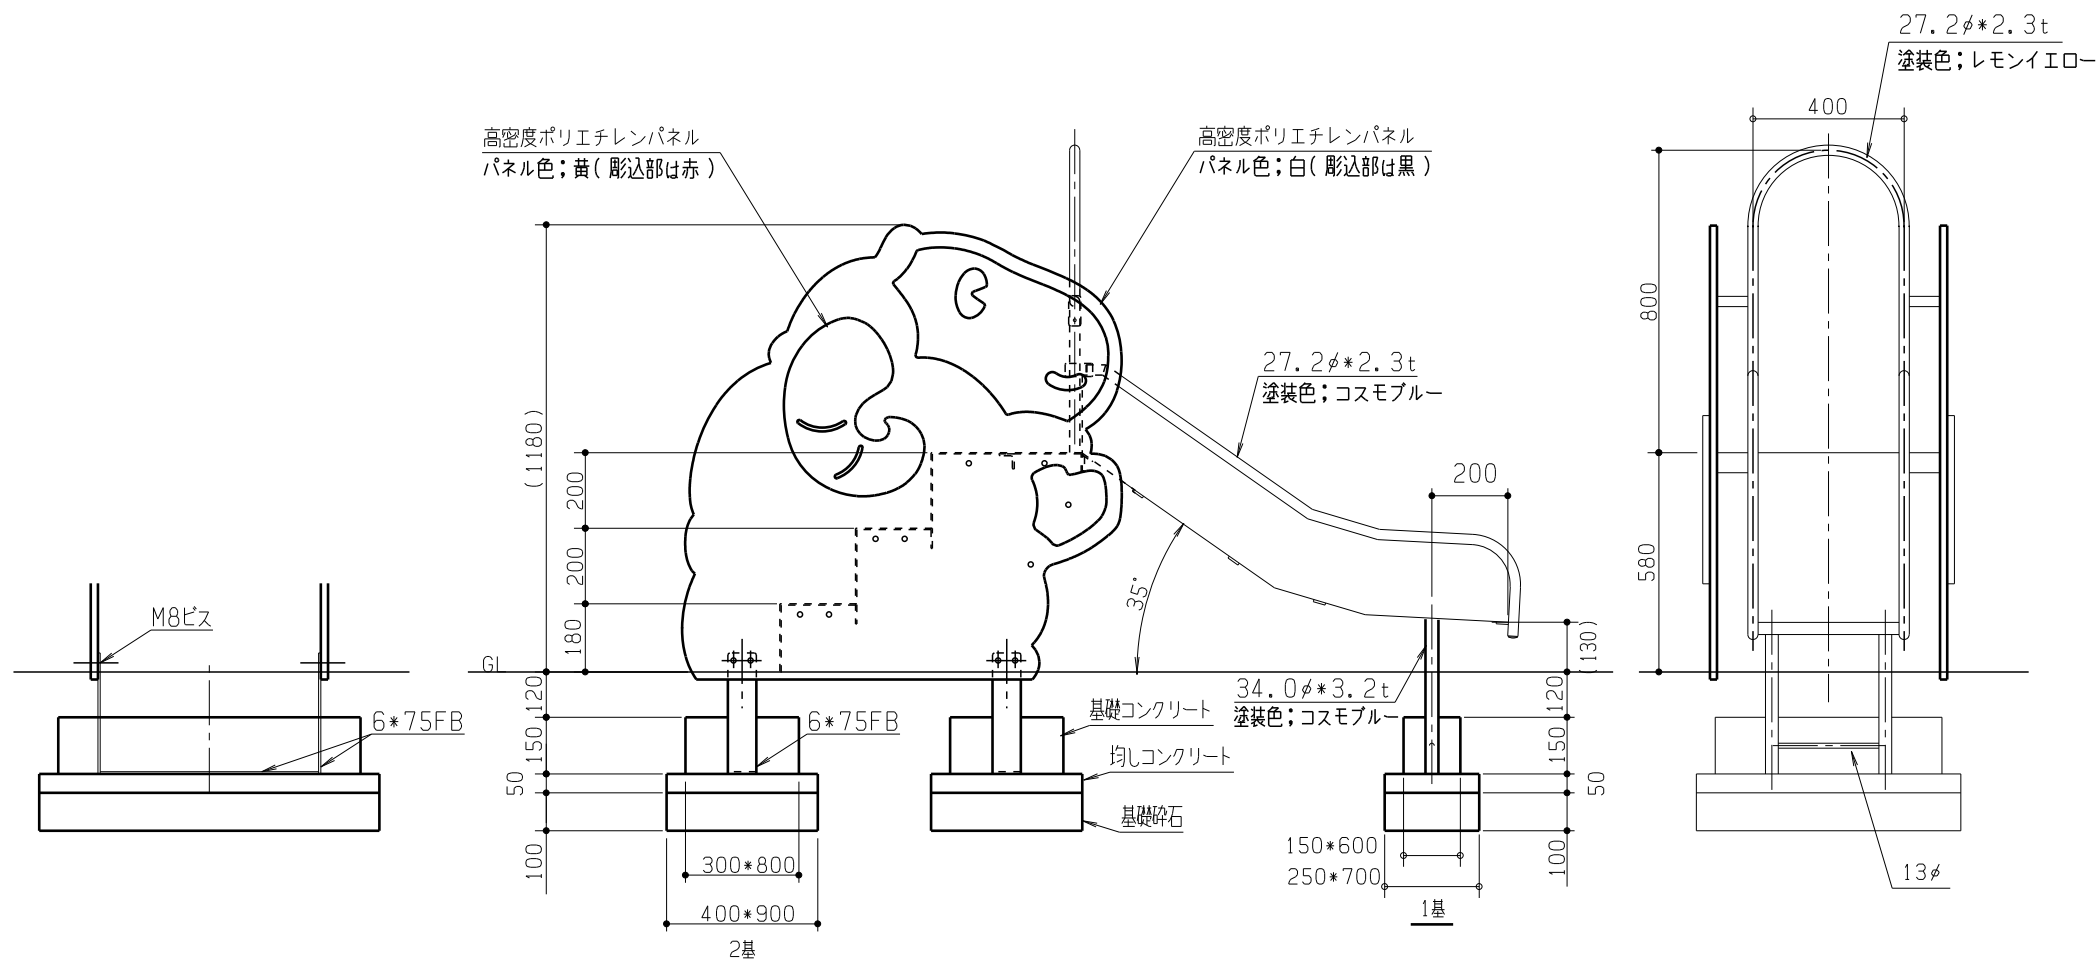 27.2φ*2.3t
塗装色；レモンイエロー
400
高密度ポリエチレンパネル
パネル色；黄(彫込部は赤)
高密度ポリエチレンパネル
パネル色；白(彫込部は黒)
800
27.2φ*2.3t
塗装色；コスモブルー
(1180)
200
200
200
180
35°
580
M8ビス
GL
(130)
6*75FB
120
150
50
100
6*75FB
34.0φ*3.2t
塗装色；コスモブルー
基礎コンクリート
均しコンクリート
基礎砕石
120
150
50
100
300*800
400*900
2基
150*600
250*700
1基
13φ